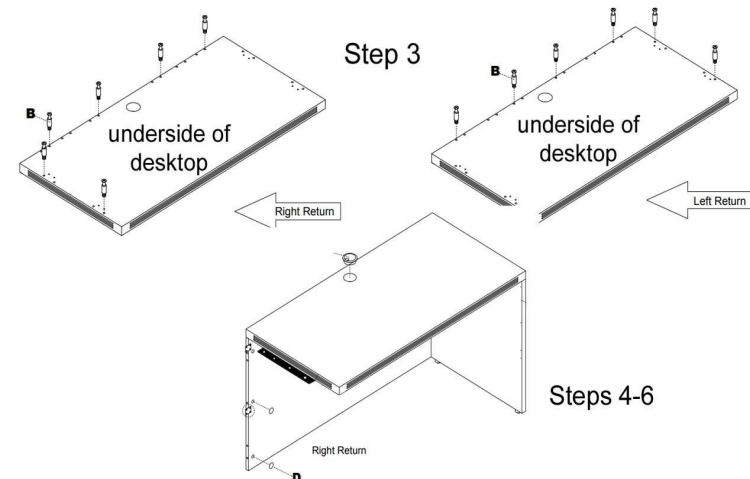 Step 3
B
underside of
desktop
Right Return
B
underside of
desktop
Left Return
Steps 4-6
Right Return
D